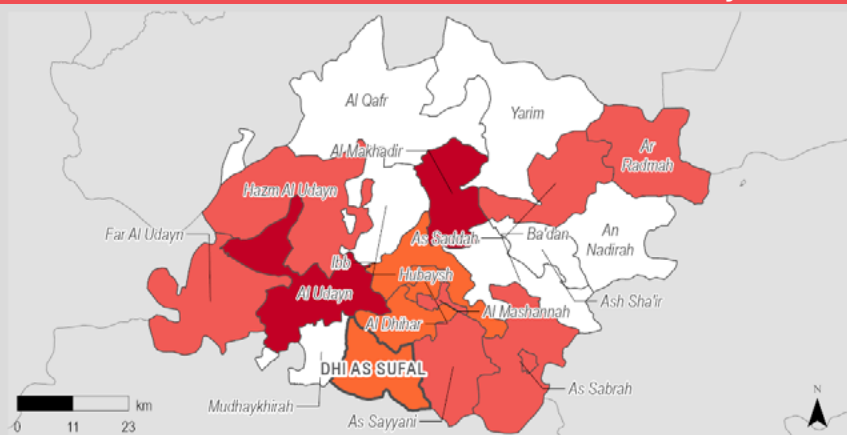 Al Qafr
Yarim
Al Makhadir
Ar
Radmah
Hazm Al Udayn
Far Al Udayn
As Saddah
Ba'dan
An
Nadirah
Ibb
Hubaysh
Al Udayn
Ash Sha'ir
Al Mashannah
Al Dhihar
DHI AS SUFAL
As Sabrah
Mudhaykhirah
As Sayyani
km
0 11 23
N